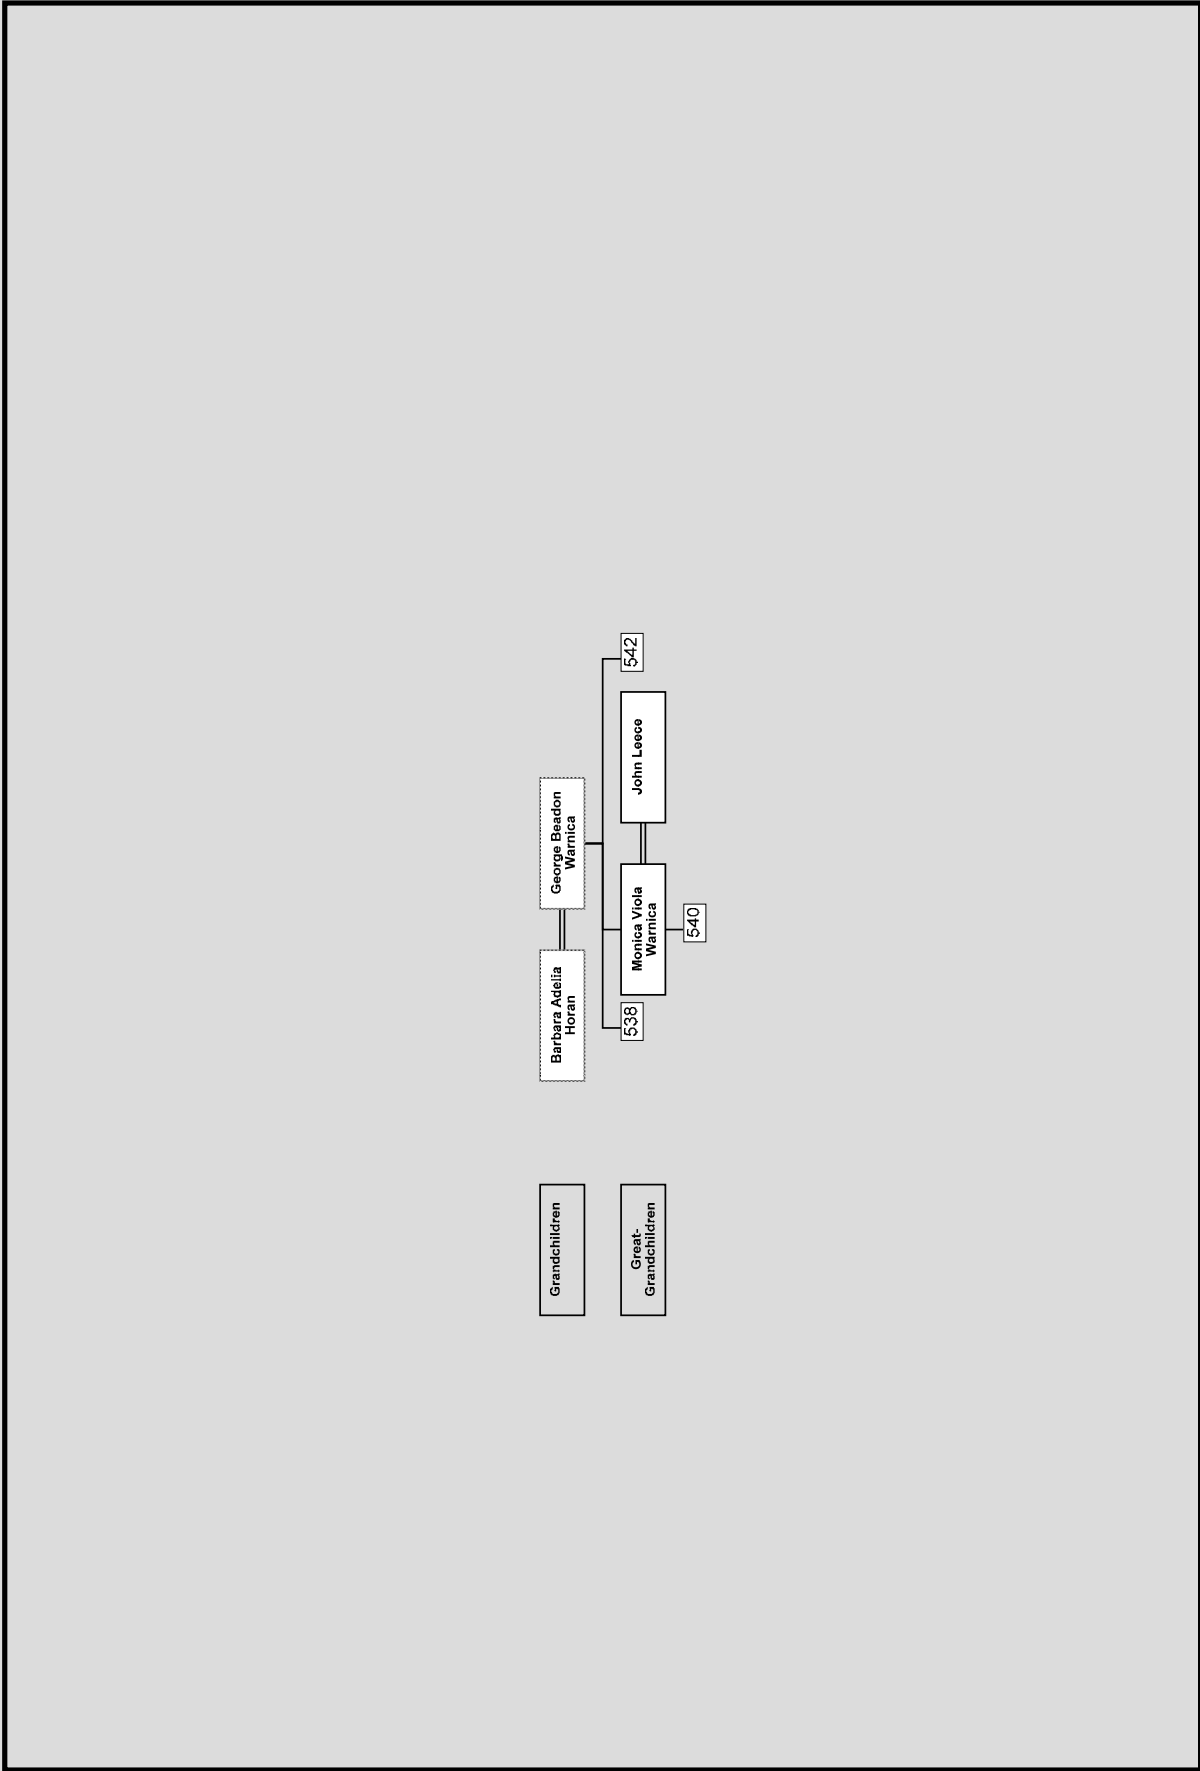 Grandchildren
Barbara Adelia
Horan
George Beadon
Warnica
Great-
Grandchildren
538
Monica Viola
Warnica
John Leece
542
540